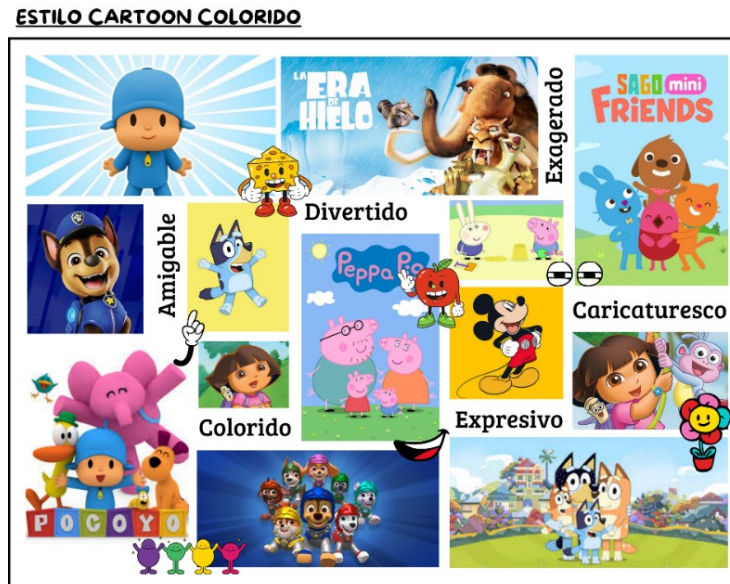 ESTILO CARTOON COLORIDO
LA
ERA
DE
HIELO
Exagerado
SAGO mini
FRIENDS
Amigable
Divertido
Peppa Pig
Caricaturesco
Colorido
Expresivo
POCOYO